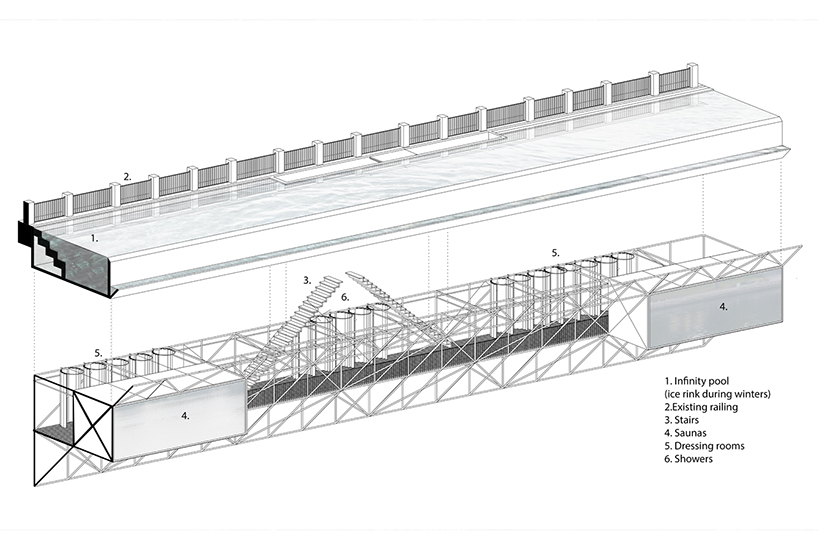 2.
1.
3.
6.
5.
4.
5.
4.
1. Infinity pool
(ice rink during winters)
2.Existing railing
3. Stairs
4. Saunas
5. Dressing rooms
6. Showers